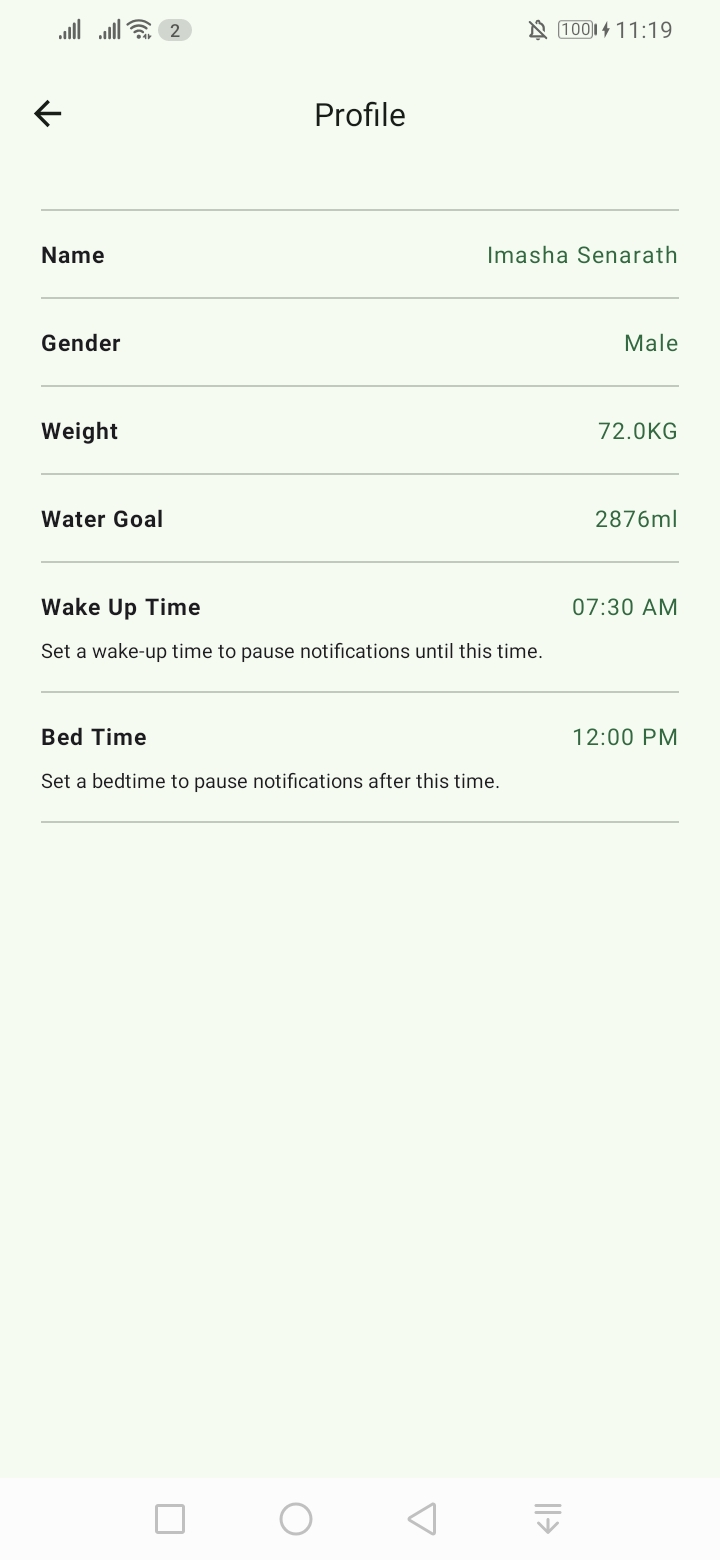 2 100 11:19
Profile
Name Imasha Senarath
Gender Male
Weight 72.0KG
Water Goal 2876ml
Wake Up Time 07:30 AM
Set a wake-up time to pause notifications until this time.
Bed Time 12:00 PM
Set a bedtime to pause notifications after this time.